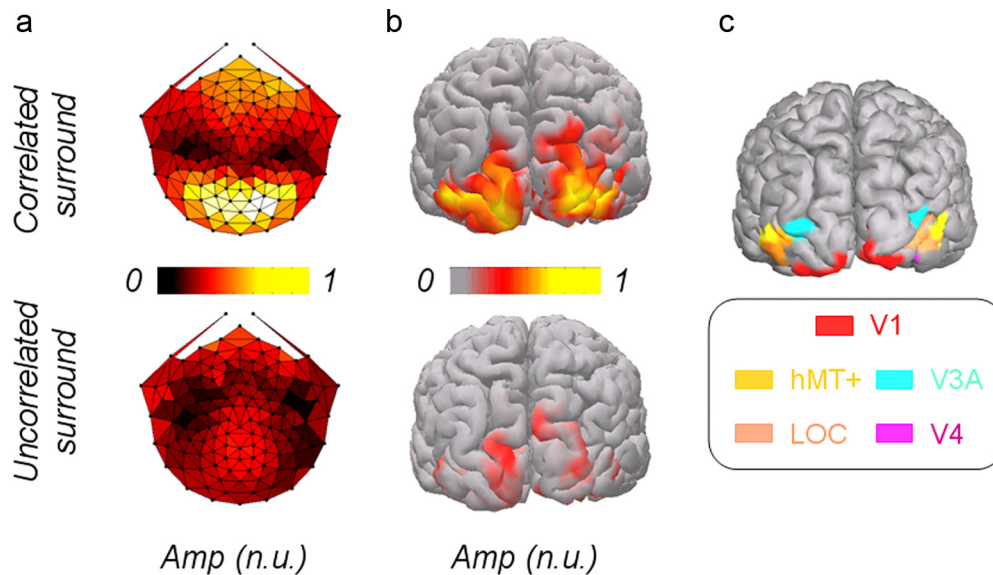 a
b
c
Correlated
surround
0
1
0
1
Uncorrelated
surround
V1
hMT+
V3A
LOC
V4
Amp (n.u.)
Amp (n.u.)